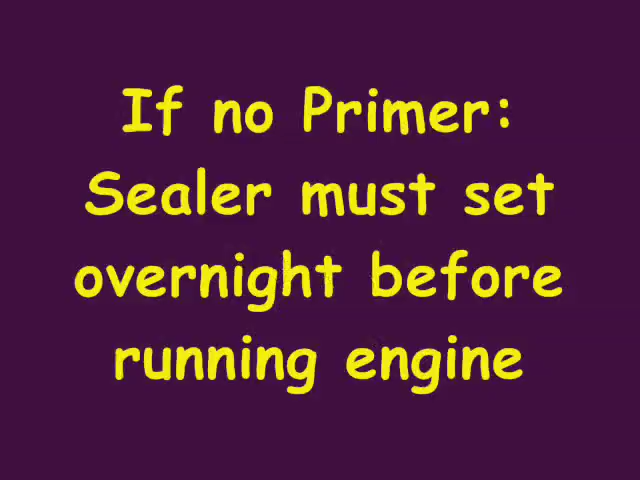 If no Primer:
Sealer must set
overnight before
running engine